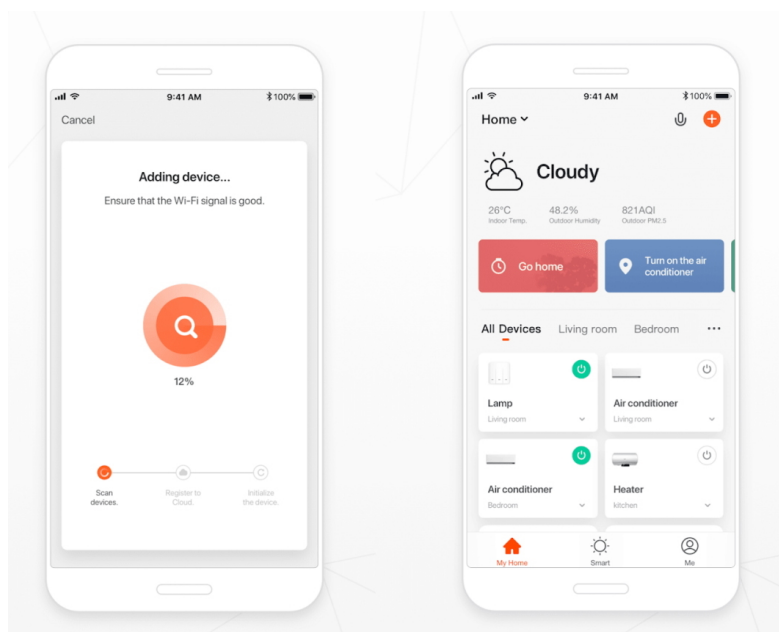 9:41 AM
100%
Cancel
Adding device...
Ensure that the Wi-Fi signal is good.
12%
Scan
devices.
Register to
Cloud.
Initialize
the device.
9:41 AM
100%
Home
Cloudy
26°C
48.2%
821AQI
Indoor Temp.
Outdoor Humidity
Outdoor PM2.5
Go home
Turn on the air
conditioner
All Devices
Living room
Bedroom
Lamp
Living room
Air conditioner
Living room
Air conditioner
Bedroom
Heater
kitchen
My Home
Smart
Me